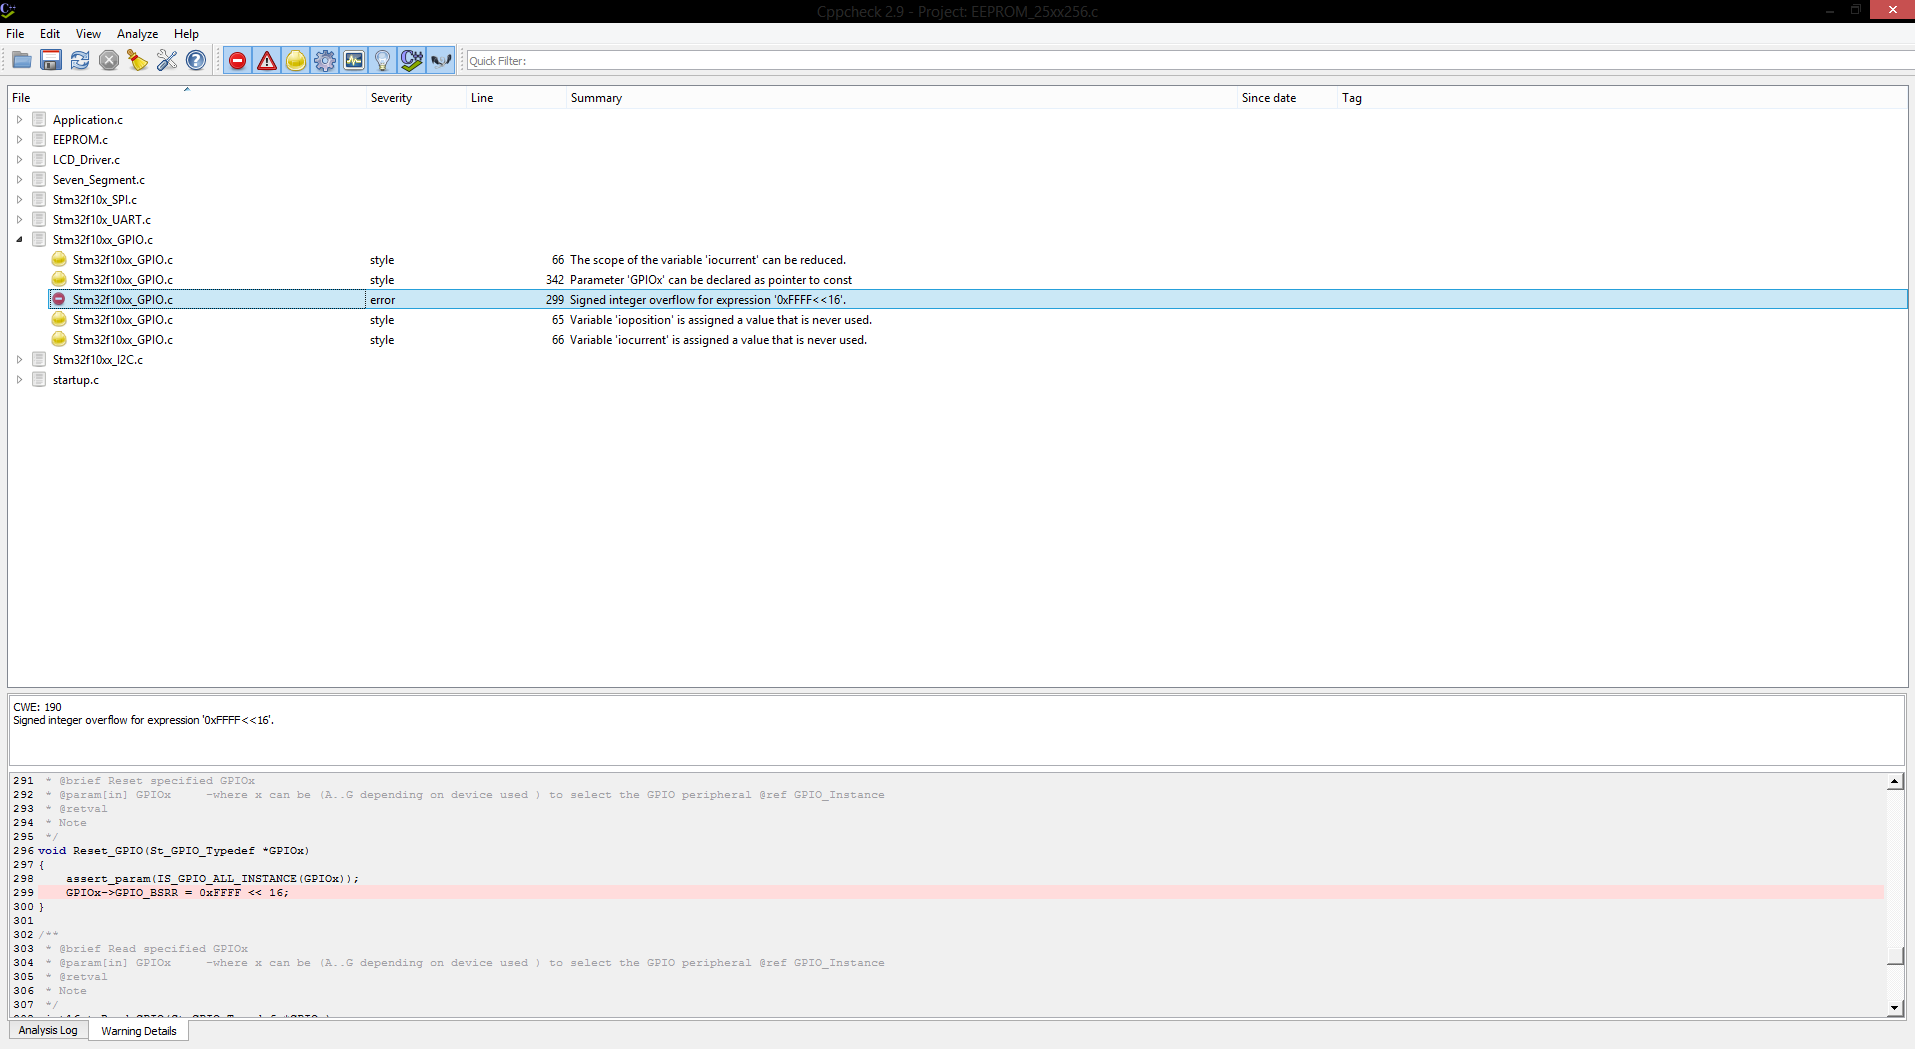 Cppcheck 2.9 - Project: EEPROM_25xx256.c
File Edit View Analyze Help
Quick Filter:
File Severity Line Summary Since date Tag
Application.c
EEPROM.c
LCD_Driver.c
Seven_Segment.c
Stm32f10x_SPI.c
Stm32f10x_UART.c
Stm32f10xx_GPIO.c
Stm32f10xx_GPIO.c style 66 The scope of the variable 'iocurrent' can be reduced.
Stm32f10xx_GPIO.c style 342 Parameter 'GPIOx' can be declared as pointer to const
Stm32f10xx_GPIO.c error 299 Signed integer overflow for expression '0xFFFF<<16'.
Stm32f10xx_GPIO.c style 65 Variable 'ioposition' is assigned a value that is never used.
Stm32f10xx_GPIO.c style 66 Variable 'iocurrent' is assigned a value that is never used.
Stm32f10xx_I2C.c
startup.c
CWE: 190
Signed integer overflow for expression '0xFFFF<<16'.
291 * @brief Reset specified GPIOx
292 * @param[in] GPIOx -where x can be (A..G depending on device used ) to select the GPIO peripheral @ref GPIO_Instance
293 * @retval
294 * Note
295 */
296 void Reset_GPIO(St_GPIO_Typedef *GPIOx)
297 {
298 assert_param(IS_GPIO_ALL_INSTANCE(GPIOx));
299 GPIOx->GPIO_BSRR = 0xFFFF << 16;
300 }
301
302 /**
303 * @brief Read specified GPIOx
304 * @param[in] GPIOx -where x can be (A..G depending on device used ) to select the GPIO peripheral @ref GPIO_Instance
305 * @retval
306 * Note
307 */
Analysis Log Warning Details